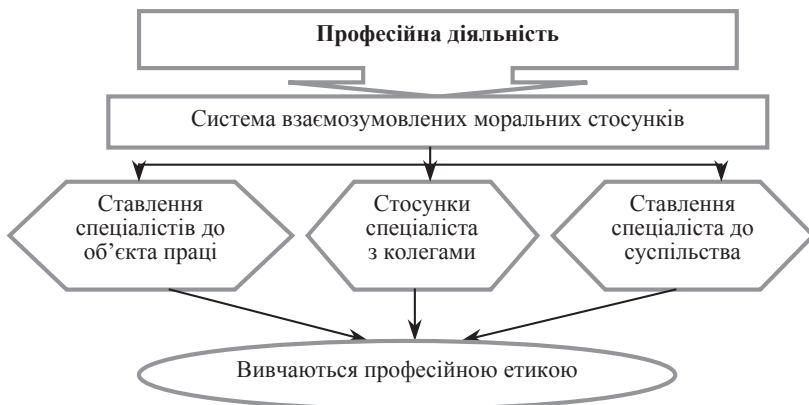 Професійна діяльність
Система взаємозумовлених моральних стосунків
Ставлення
спеціалістів до
об’єкта праці
Стосунки
спеціаліста
з колегами
Ставлення
спеціаліста до
суспільства
Вивчаються професійною етикою